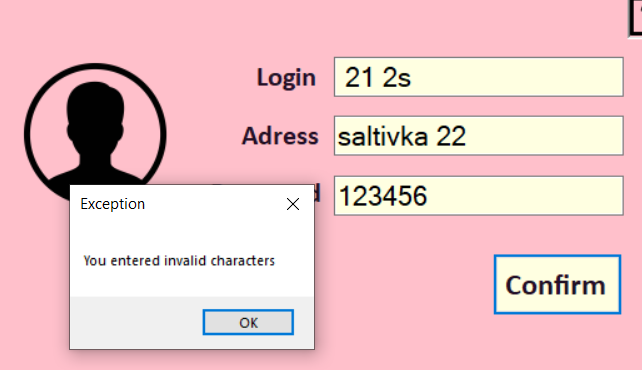 Login
21 2s
Adress
saltivka 22
123456
Exception
You entered invalid characters
OK
Confirm